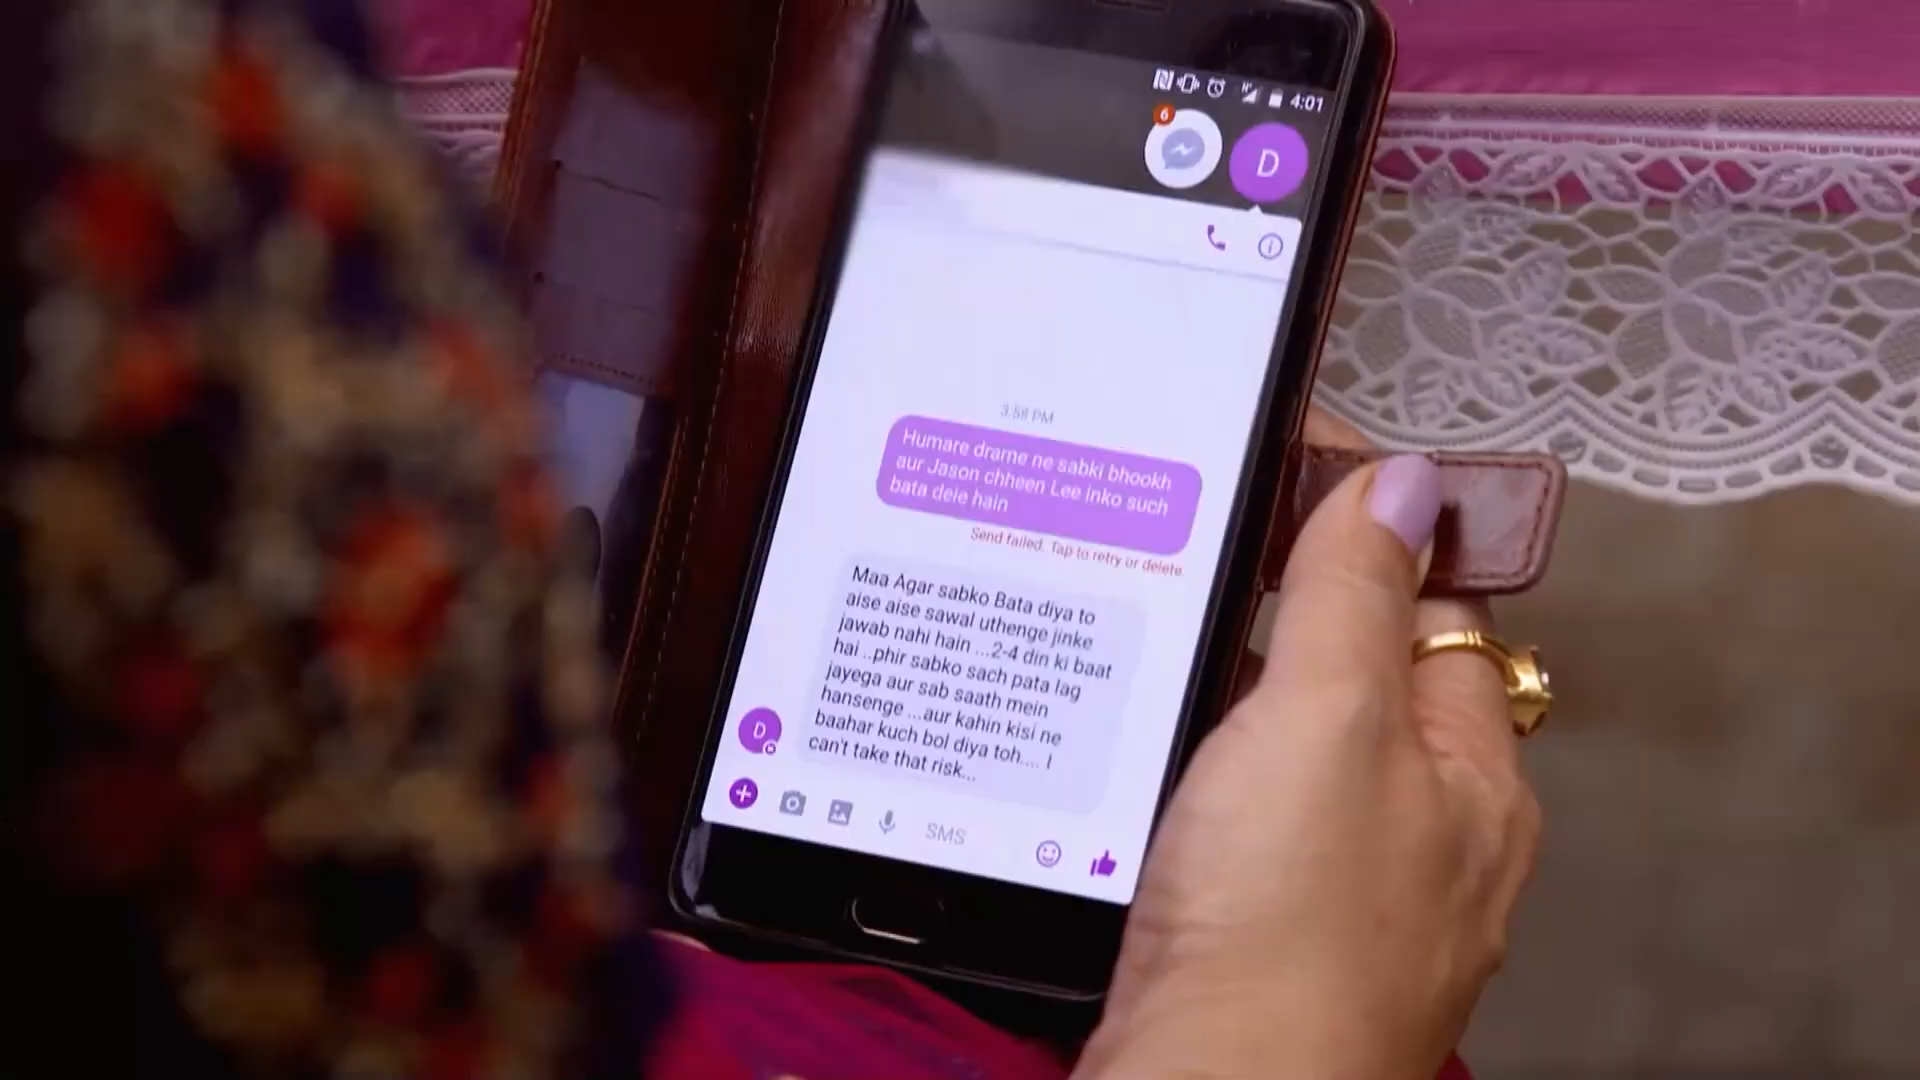 4:01
6
D
3:58 PM
Humare drame ne sabki bhookh
aur Jason chheen Lee inko such
bata deie hain
Send failed. Tap to retry or delete.
Maa Agar sabko Bata diya to
aise aise sawal uthenge jinke
jawab nahi hain ...2-4 din ki baat
hai ..phir sabko sach pata lag
jayega aur sab saath mein
hansenge ...aur kahin kisi ne
baahar kuch bol diya toh.... I
can't take that risk...
D
SMS